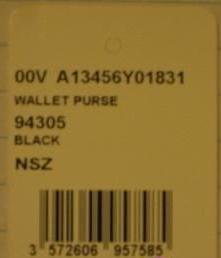 00V A13456Y01831
WALLET PURSE
94305
BLACK
NSZ
3 572606 957585